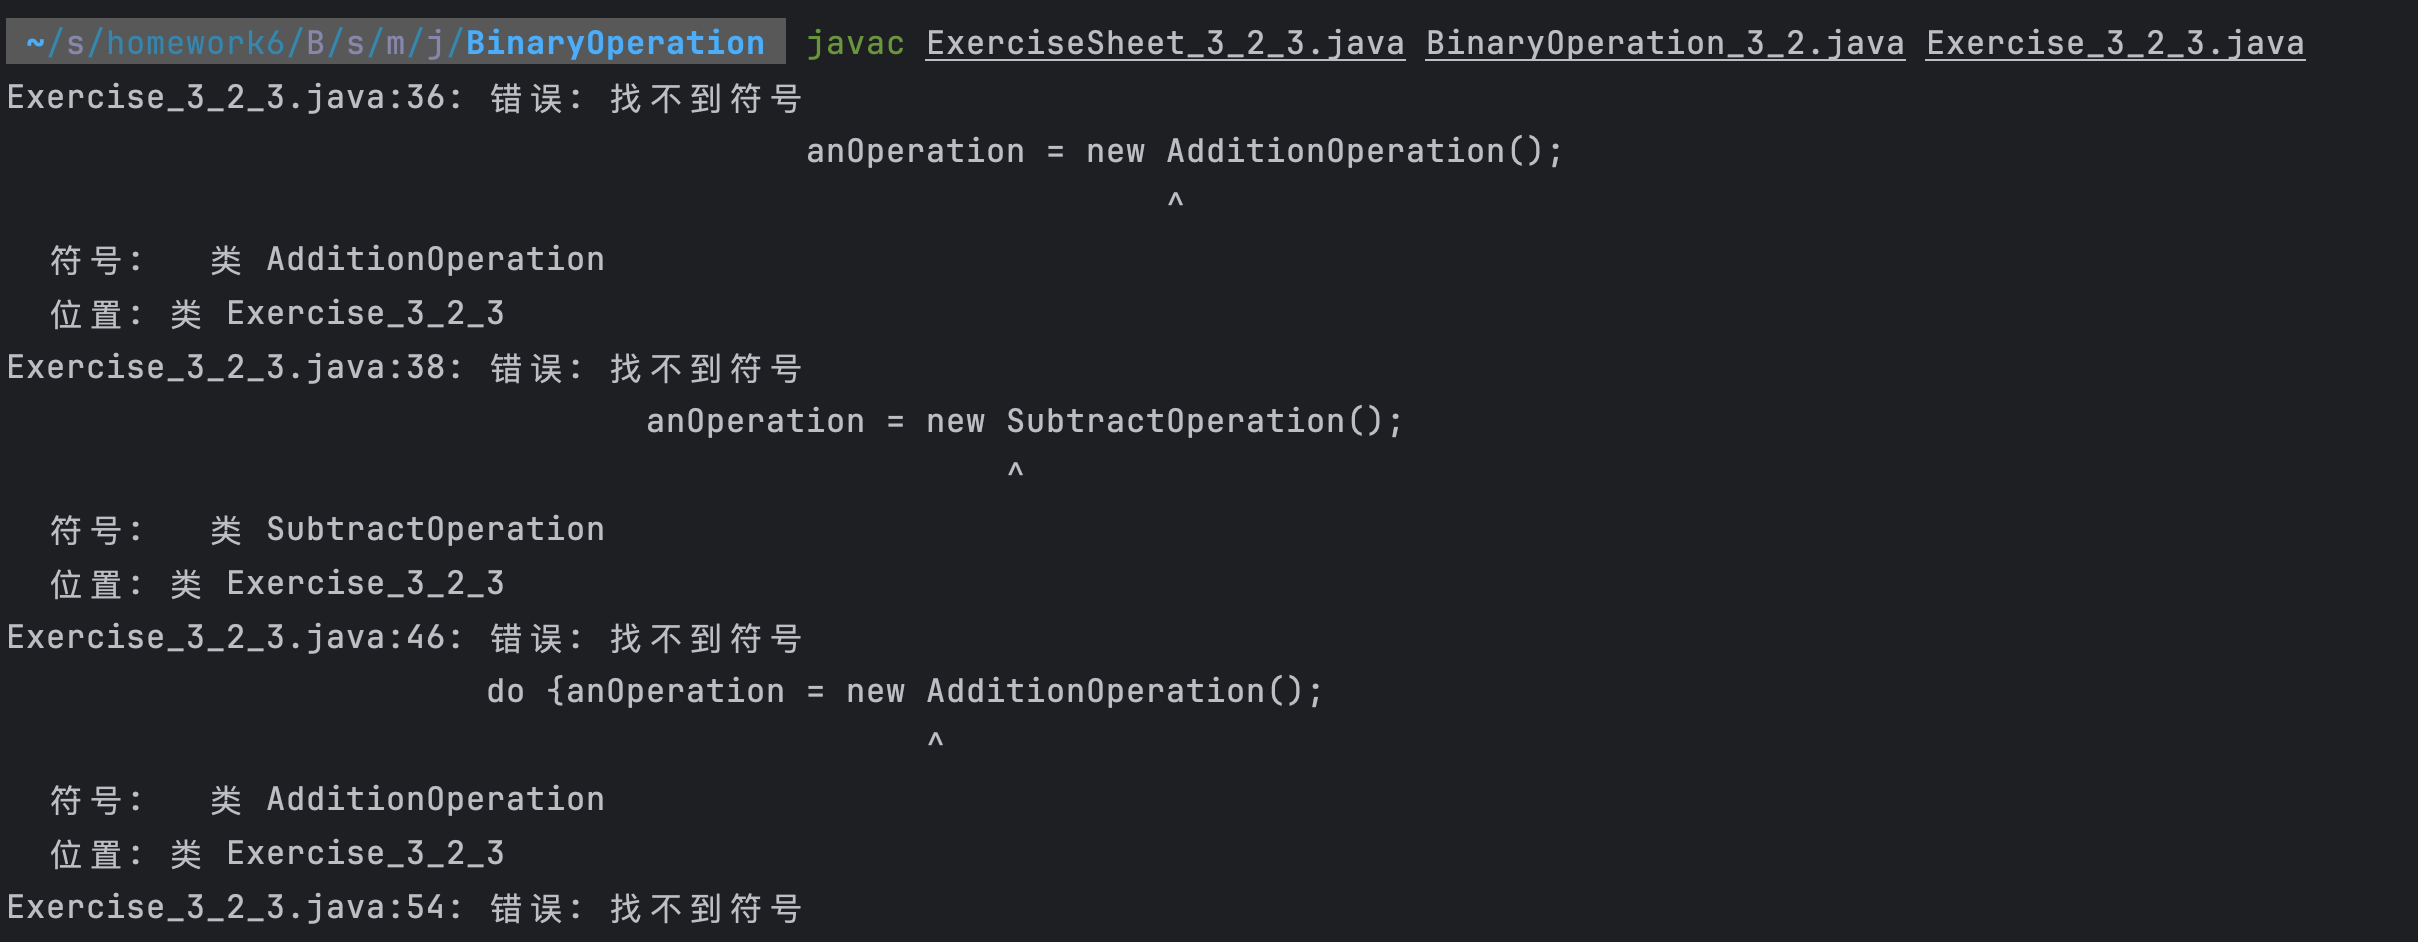 ~/s/homework6/B/s/m/j/BinaryOperation javac ExerciseSheet_3_2_3.java BinaryOperation_3_2.java Exercise_3_2_3.java
Exercise_3_2_3.java:36: 错误: 找不到符号
anOperation = new AdditionOperation();
^
符号:   类 AdditionOperation
位置: 类 Exercise_3_2_3
Exercise_3_2_3.java:38: 错误: 找不到符号
anOperation = new SubtractOperation();
^
符号:   类 SubtractOperation
位置: 类 Exercise_3_2_3
Exercise_3_2_3.java:46: 错误: 找不到符号
do {anOperation = new AdditionOperation();
^
符号:   类 AdditionOperation
位置: 类 Exercise_3_2_3
Exercise_3_2_3.java:54: 错误: 找不到符号